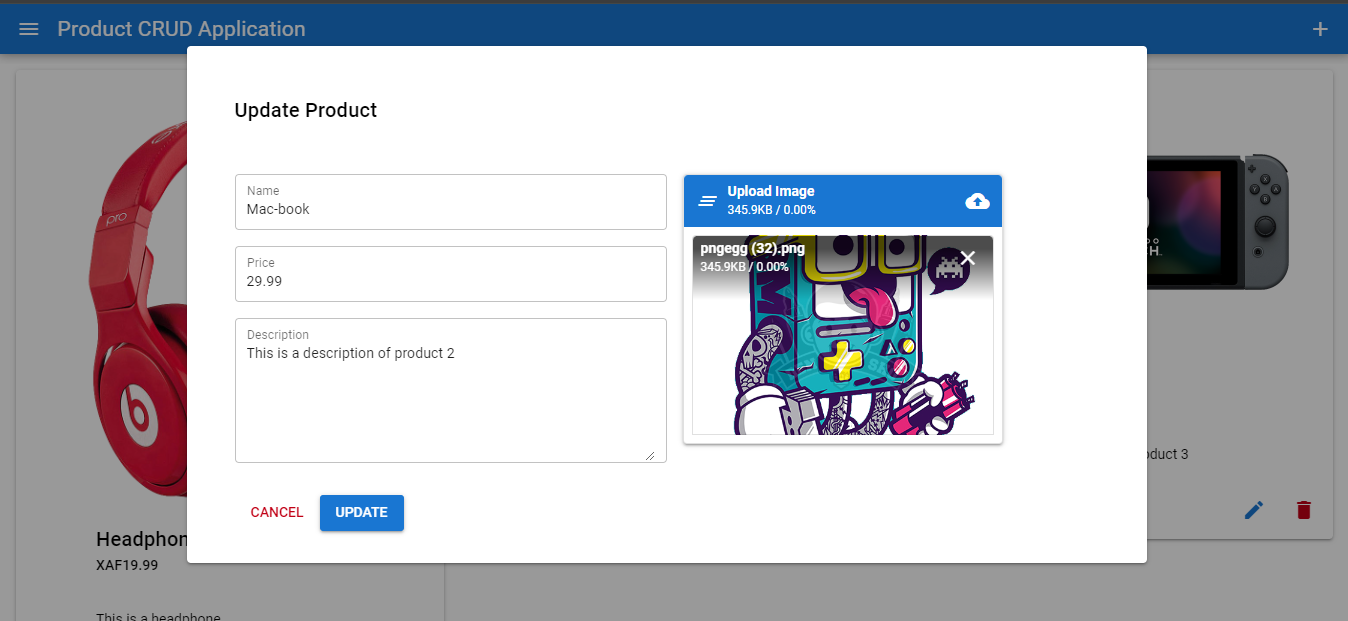 Product CRUD Application
Update Product
Name
Mac-book
Price
29.99
Description
This is a description of product 2
Upload Image
345.9KB / 0.00%
pngegg (32).png
345.9KB / 0.00%
CANCEL
UPDATE
pro
Headphon
XAF19.99
This is a headphone
oduct 3